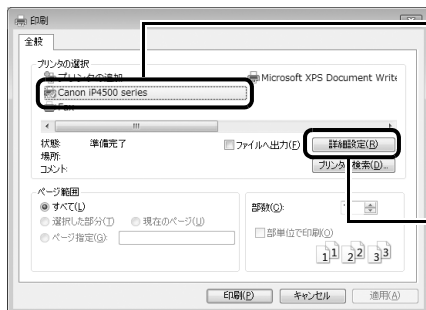 印刷
全般
プリンタの選択
プリンタの追加
Microsoft XPS Document Write
Canon iP4500 series
Fax
状態: 準備完了
ファイルへ出力(F)
詳細設定(R)
場所:
コメント:
プリンタの検索(D)...
ページ範囲
すべて(L)
部数(C):
選択した部分(T)
現在のページ(U)
ページ指定(G):
部単位で印刷(O)
11 22 33
印刷(P)
キャンセル
適用(A)